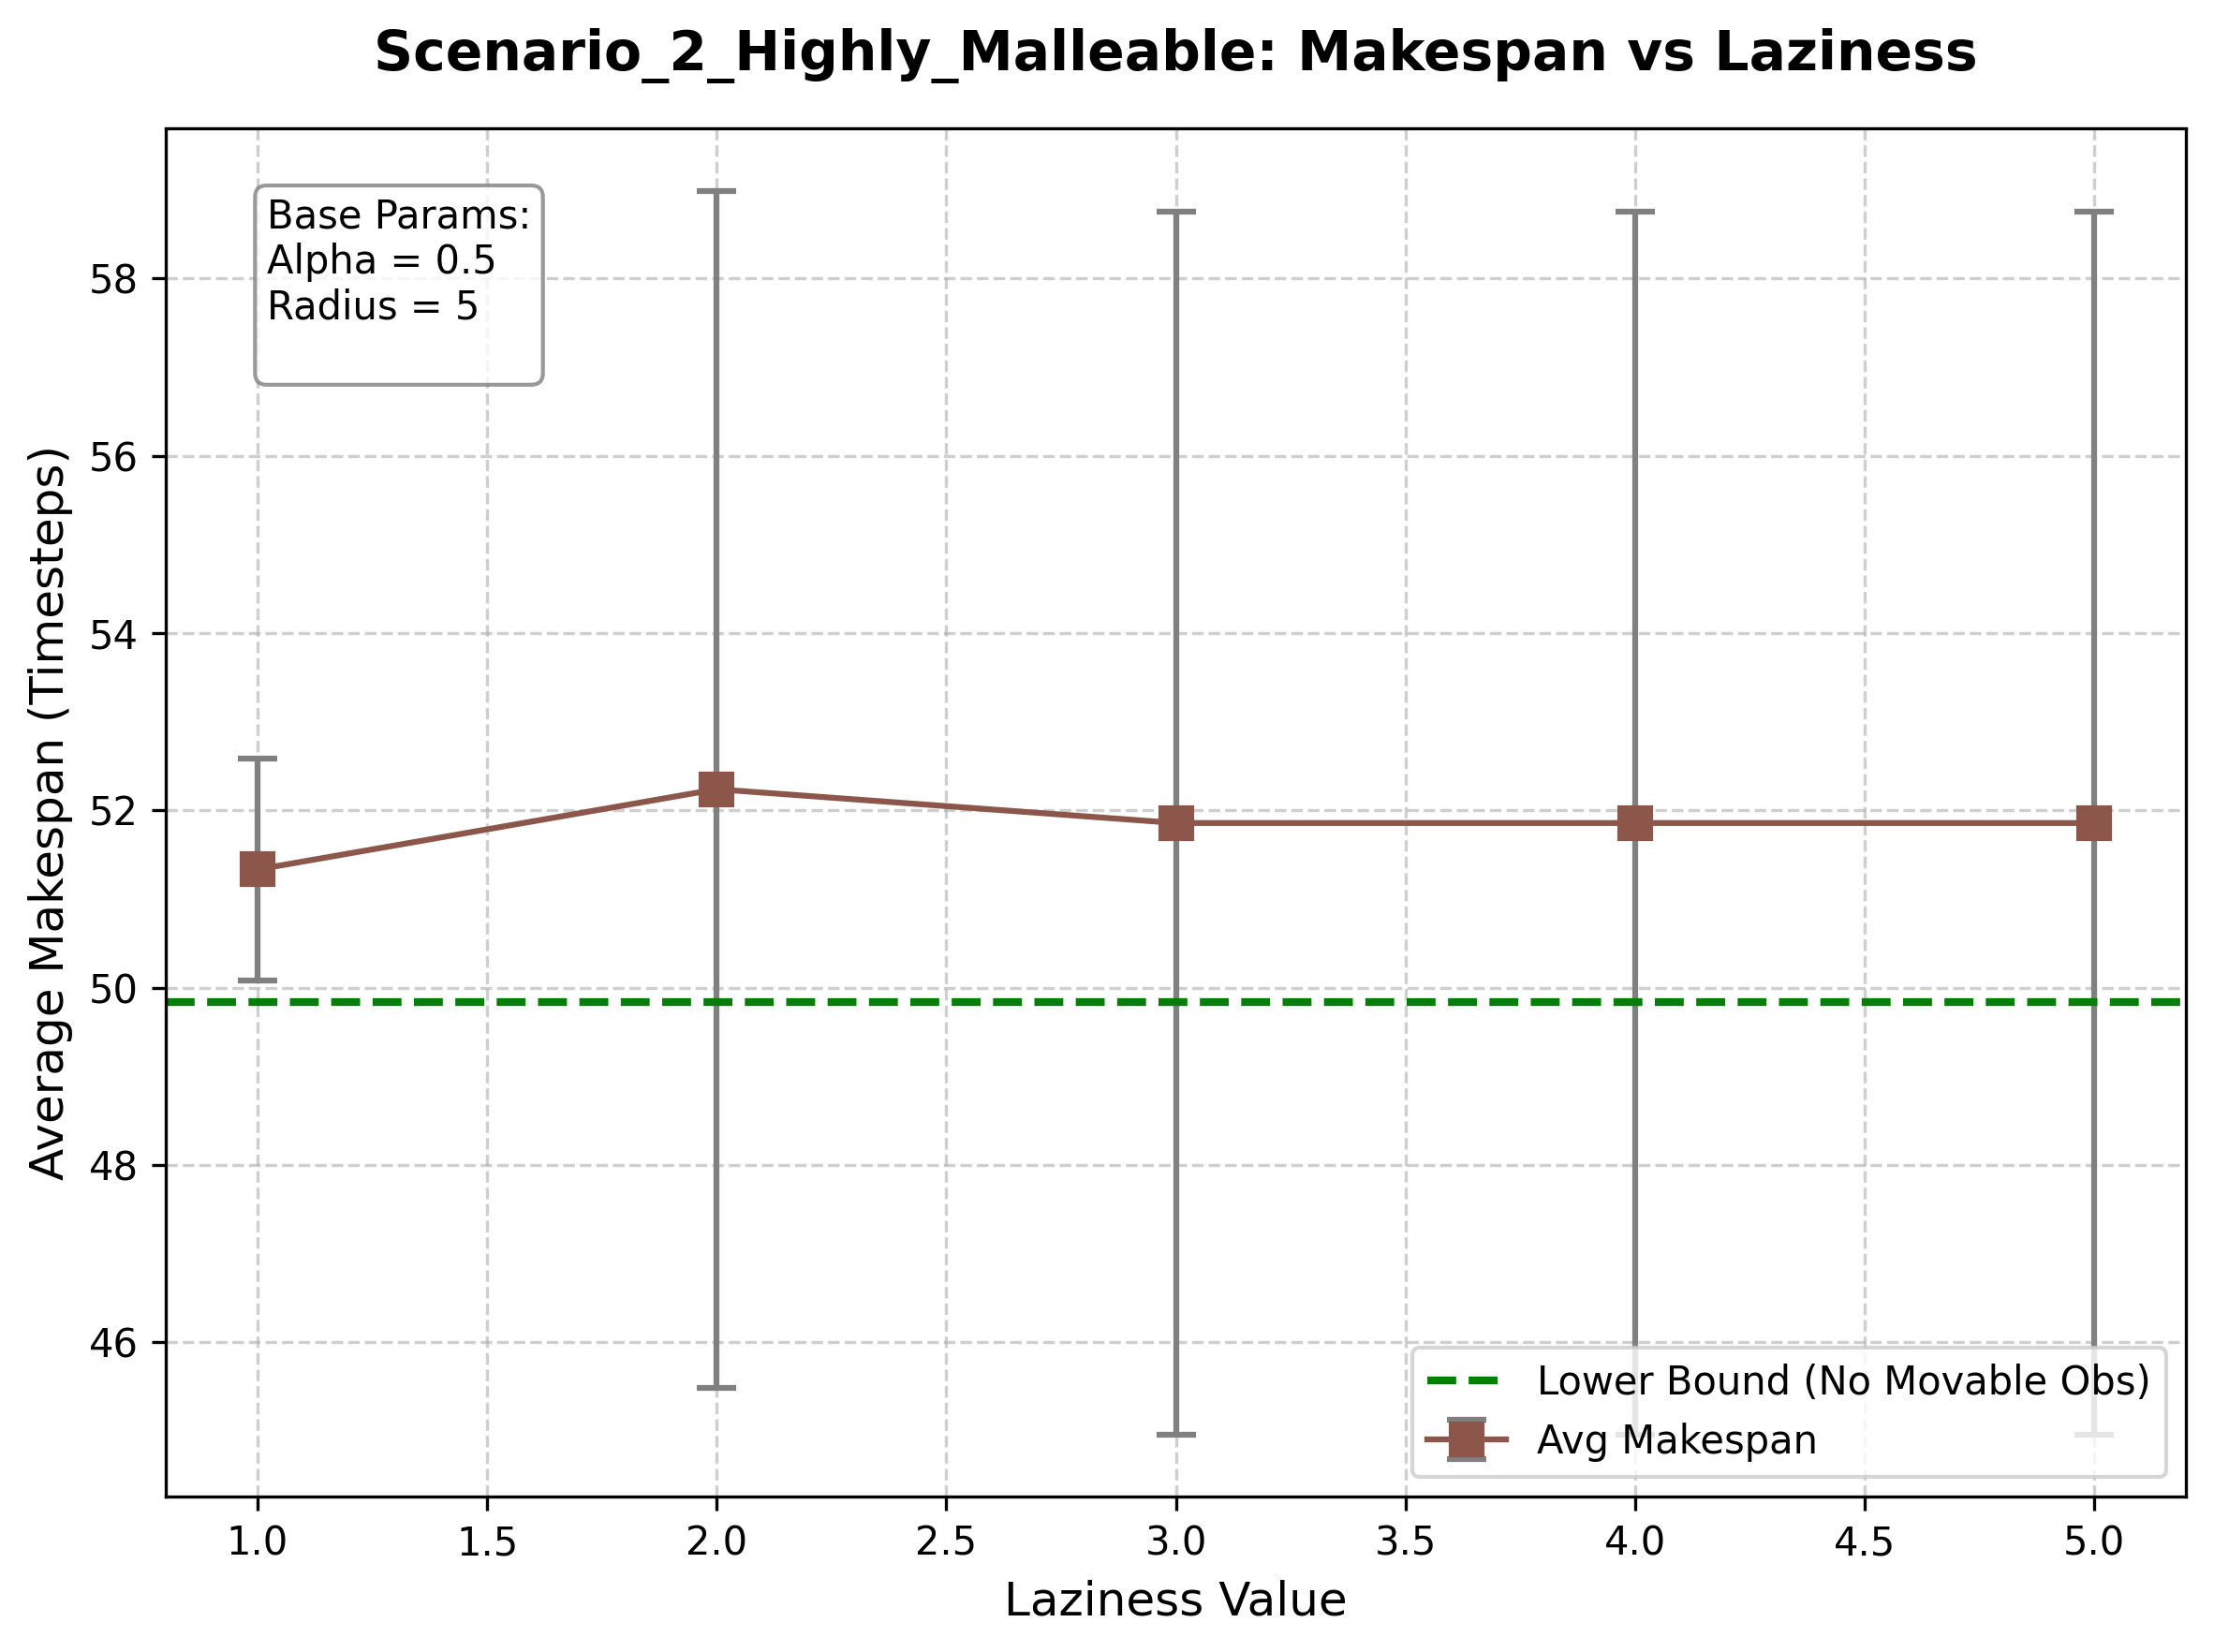 Scenario_2_Highly_Malleable: Makespan vs Laziness
Average Makespan (Timesteps)
58
56
54
52
50
48
46
Base Params:
Alpha = 0.5
Radius = 5
Lower Bound (No Movable Obs)
Avg Makespan
1.0 1.5 2.0 2.5 3.0 3.5 4.0 4.5 5.0
Laziness Value